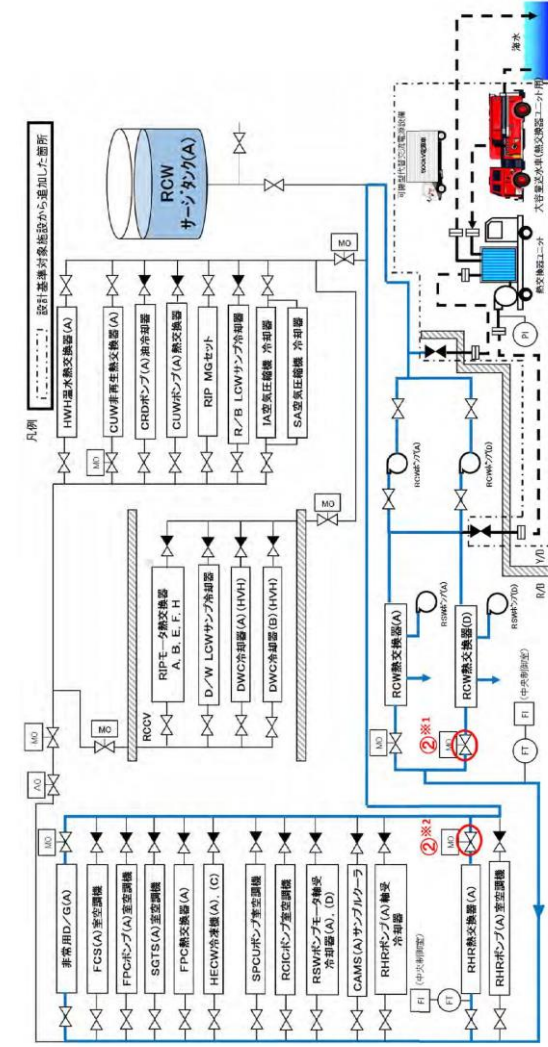 凡例
設計基準対象施設から追加した箇所
HWH温水熱交換器(A)
CUW非再生熱交換器(A)
CRDポンプ(A)油冷却器
CUWポンプ(A)熱交換器
RIP MGセット
R/B LCWサンプ冷却器
IA空気圧縮機 冷却器
SA空気圧縮機 冷却器
MO
MO
RCW
サージタンク(A)
RCCV
RIPモータ熱交換器
A, B, E, F, H
D/W LCWサンプ冷却器
DWC冷却器(A)(HVH)
DWC冷却器(B)(HVH)
MO
MO
MO
AO
MO
非常用D/G(A)
FCS(A)室空調機
FPCポンプ(A)室空調機
SGTS(A)室空調機
FPC熱交換器(A)
HECW冷凍機(A), (C)
SPCUポンプ室空調機
RCICポンプ室空調機
RSWポンプモータ軸受
冷却器(A), (D)
CAMS(A)サンプルクーラ
RHRポンプ(A)軸受
冷却器
RHR熱交換器(A)
RHRポンプ(A)室空調機
FI
(中央制御室)
FT
②※2
MO
RCW熱交換器(A)
RCW熱交換器(D)
MO
MO
②※1
RSWポンプ(A)
RSWポンプ(D)
RCWポンプ(A)
RCWポンプ(D)
FT
FI
(中央制御室)
R/B
Y/D
PI
熱交換器ユニット
大容量送水車(熱交換器ユニット用)
可搬型代替交流電源設備
海水